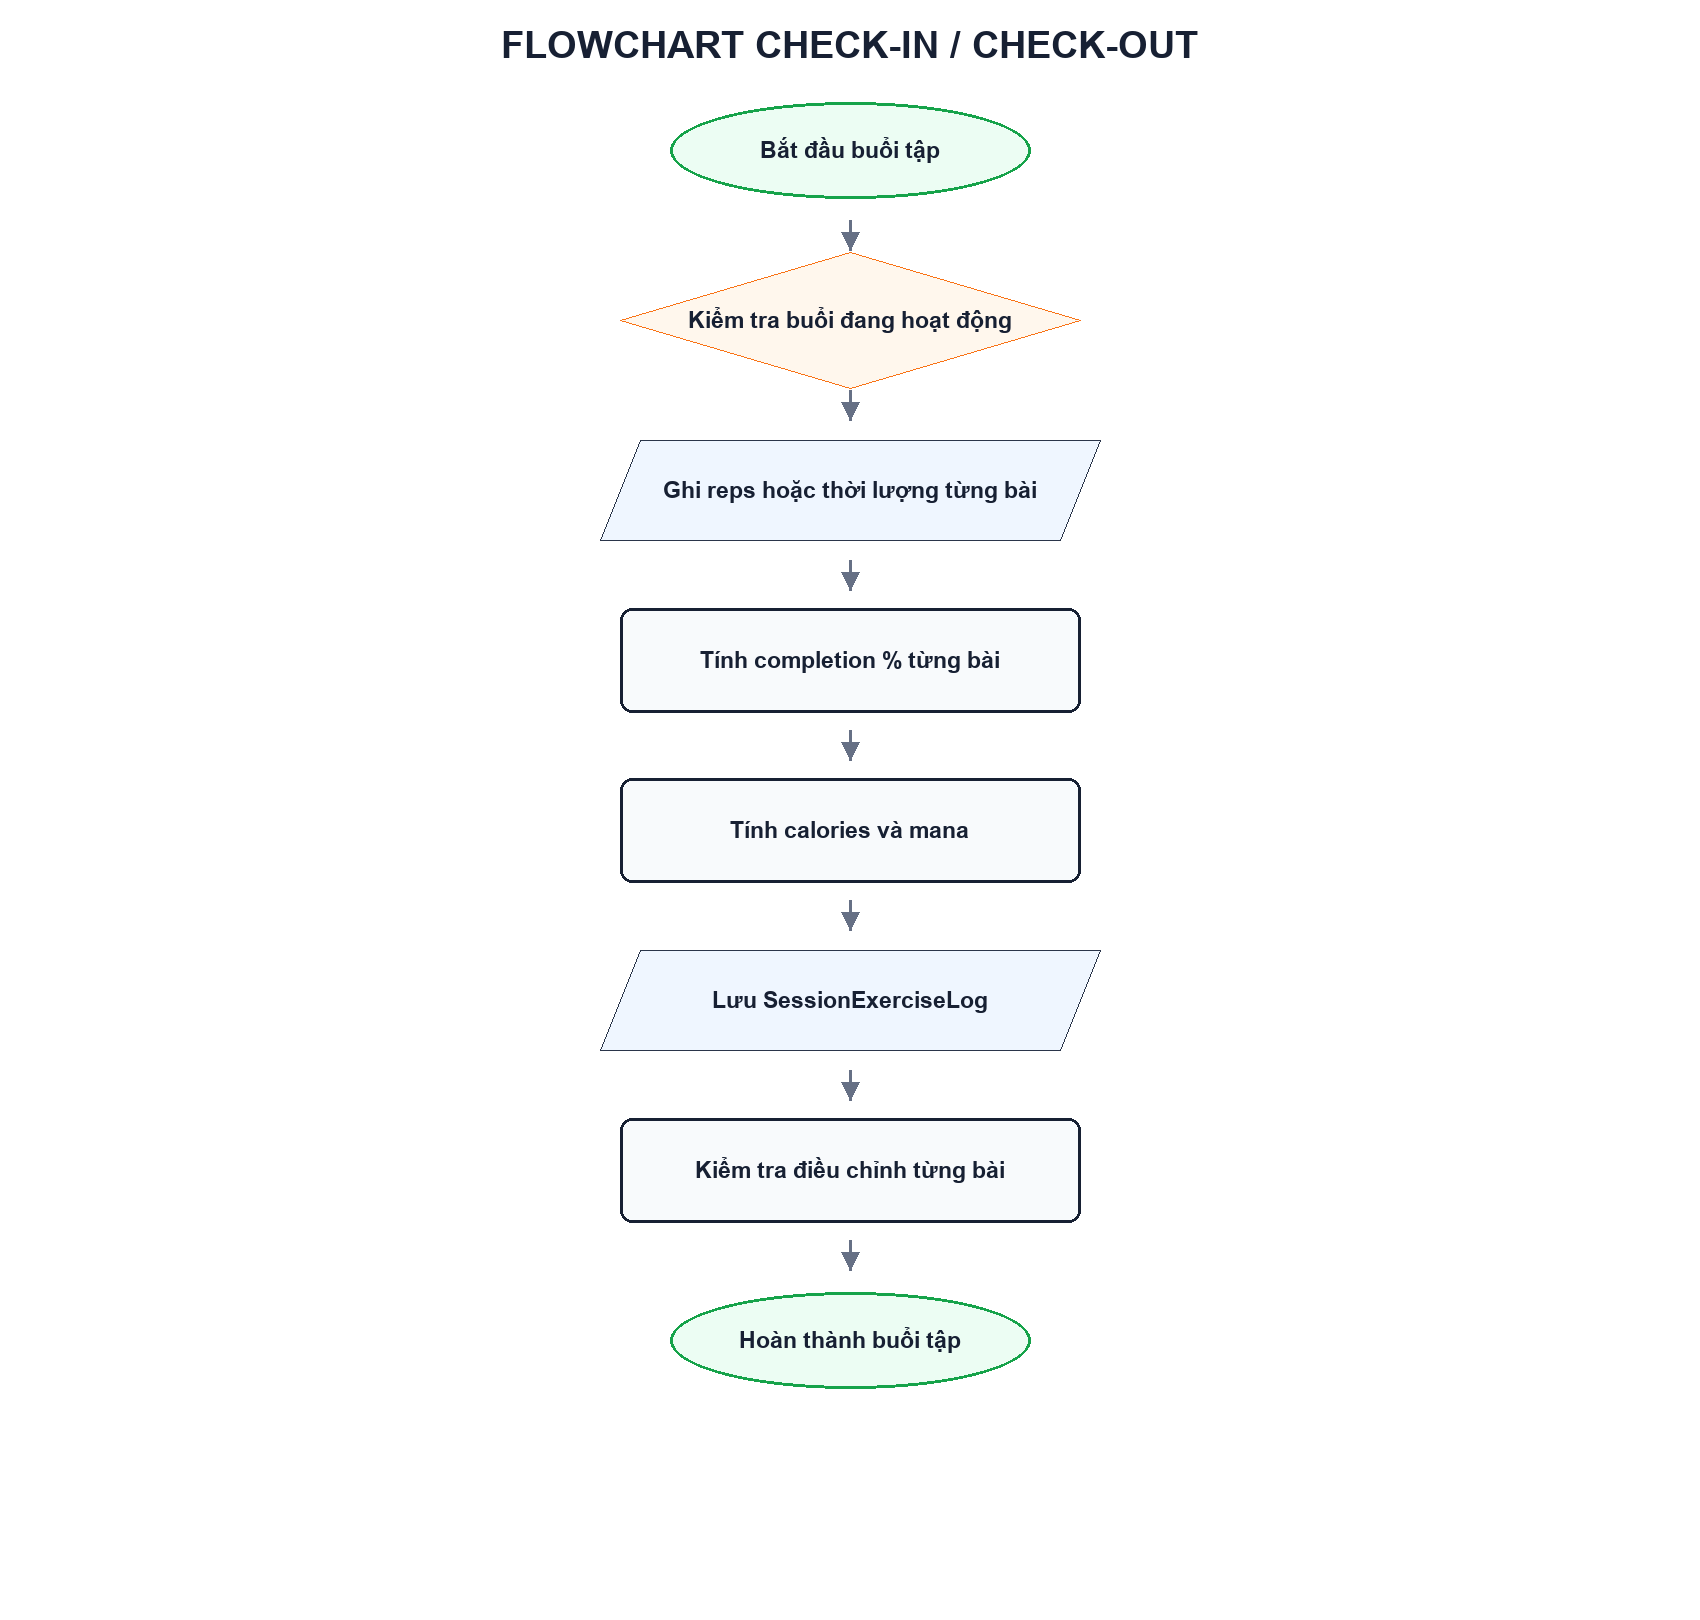 FLOWCHART CHECK-IN / CHECK-OUT
Bắt đầu buổi tập
Kiểm tra buổi đang hoạt động
Ghi reps hoặc thời lượng từng bài
Tính completion % từng bài
Tính calories và mana
Lưu SessionExerciseLog
Kiểm tra điều chỉnh từng bài
Hoàn thành buổi tập